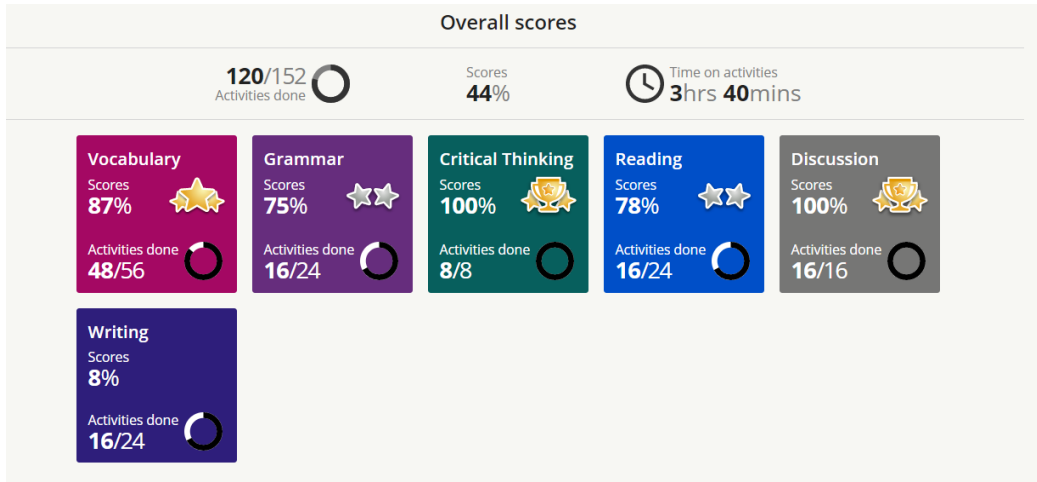 Overall scores
120/152
Activities done
Scores
44%
Time on activities
3hrs 40mins
Vocabulary
Scores
87%
Activities done
48/56
Grammar
Scores
75%
Activities done
16/24
Critical Thinking
Scores
100%
Activities done
8/8
Reading
Scores
78%
Activities done
16/24
Discussion
Scores
100%
Activities done
16/16
Writing
Scores
8%
Activities done
16/24